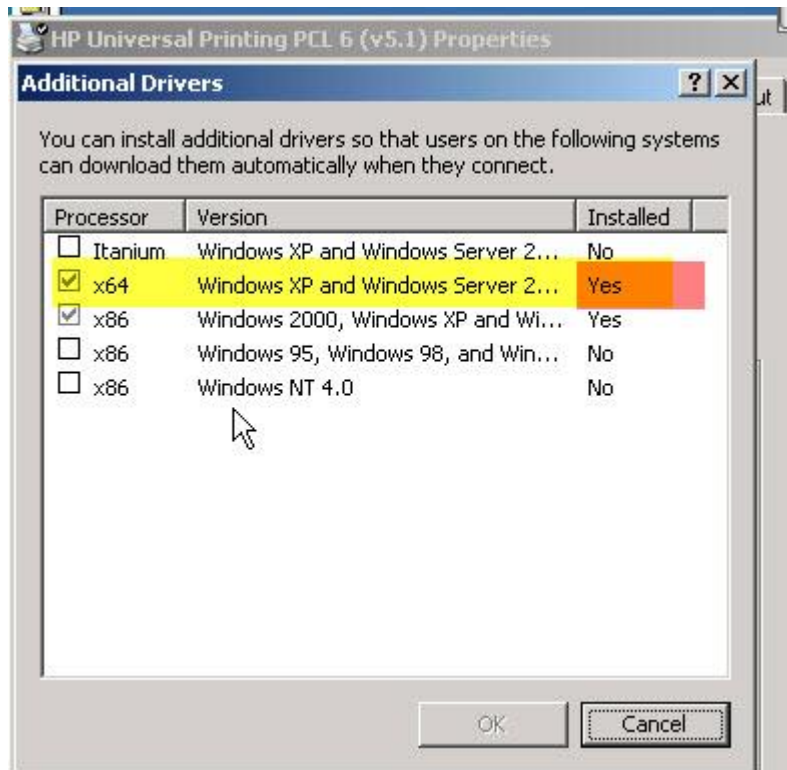 HP Universal Printing PCL 6 (v5.1) Properties
Additional Drivers
ut
You can install additional drivers so that users on the following systems
can download them automatically when they connect.
Processor Version Installed
Itanium Windows XP and Windows Server 2... No
x64 Windows XP and Windows Server 2... Yes
x86 Windows 2000, Windows XP and Wi... Yes
x86 Windows 95, Windows 98, and Win... No
x86 Windows NT 4.0 No
OK Cancel